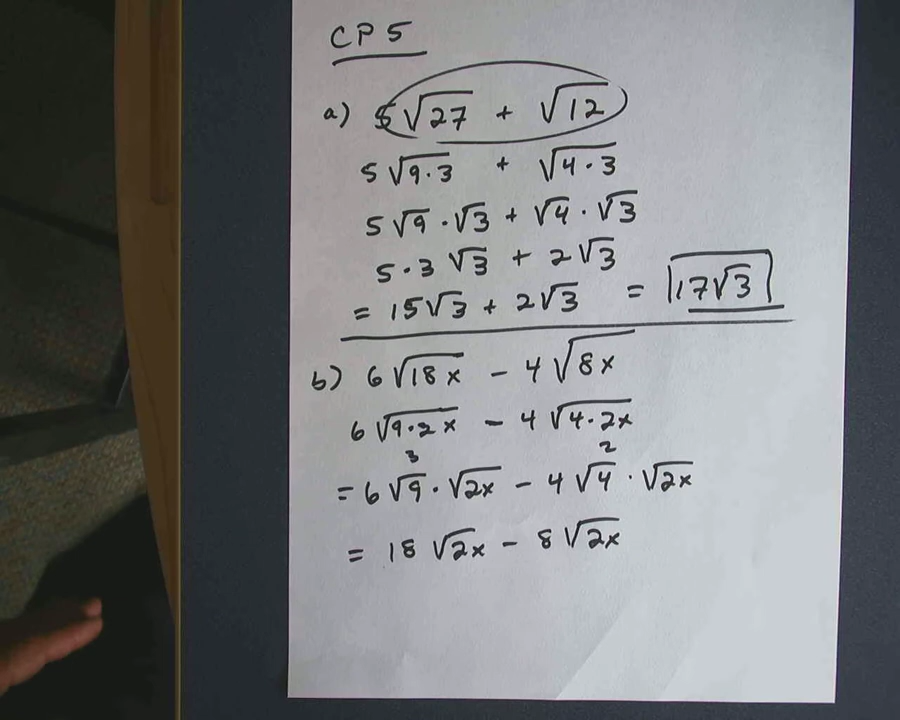 CP5
a) 5√27 + √12
5√9·3 + √4·3
5√9·√3 + √4·√3
5·3√3 + 2√3
= 15√3 + 2√3 = 17√3
b) 6√18x - 4√8x
6√9·2x - 4√4·2x
3 2
= 6√9·√2x - 4√4·√2x
= 18√2x - 8√2x